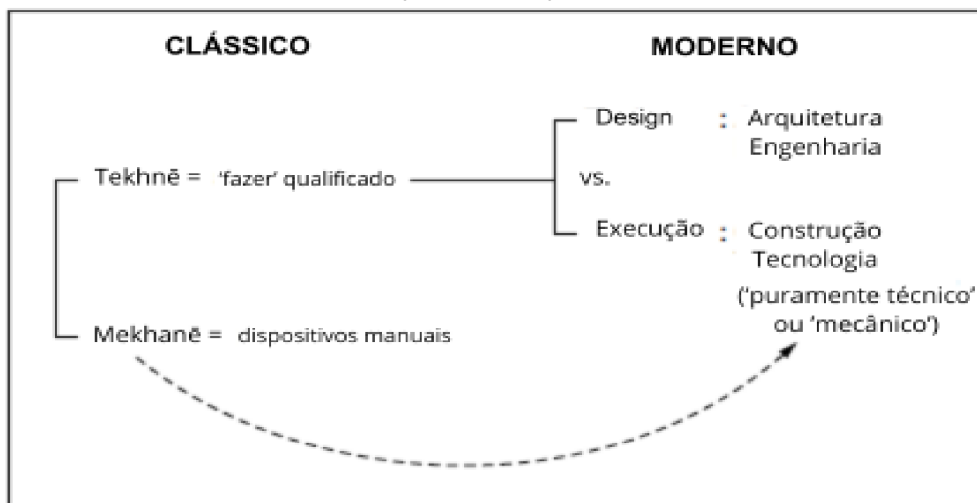 CLÁSSICO
MODERNO
Design : Arquitetura
Engenharia
Tekhnē = 'fazer' qualificado
vs.
Execução : Construção
Tecnologia
('puramente técnico'
ou 'mecânico')
Mekhanē = dispositivos manuais